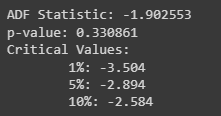 ADF Statistic: -1.902553
p-value: 0.330861
Critical Values:
1%: -3.504
5%: -2.894
10%: -2.584